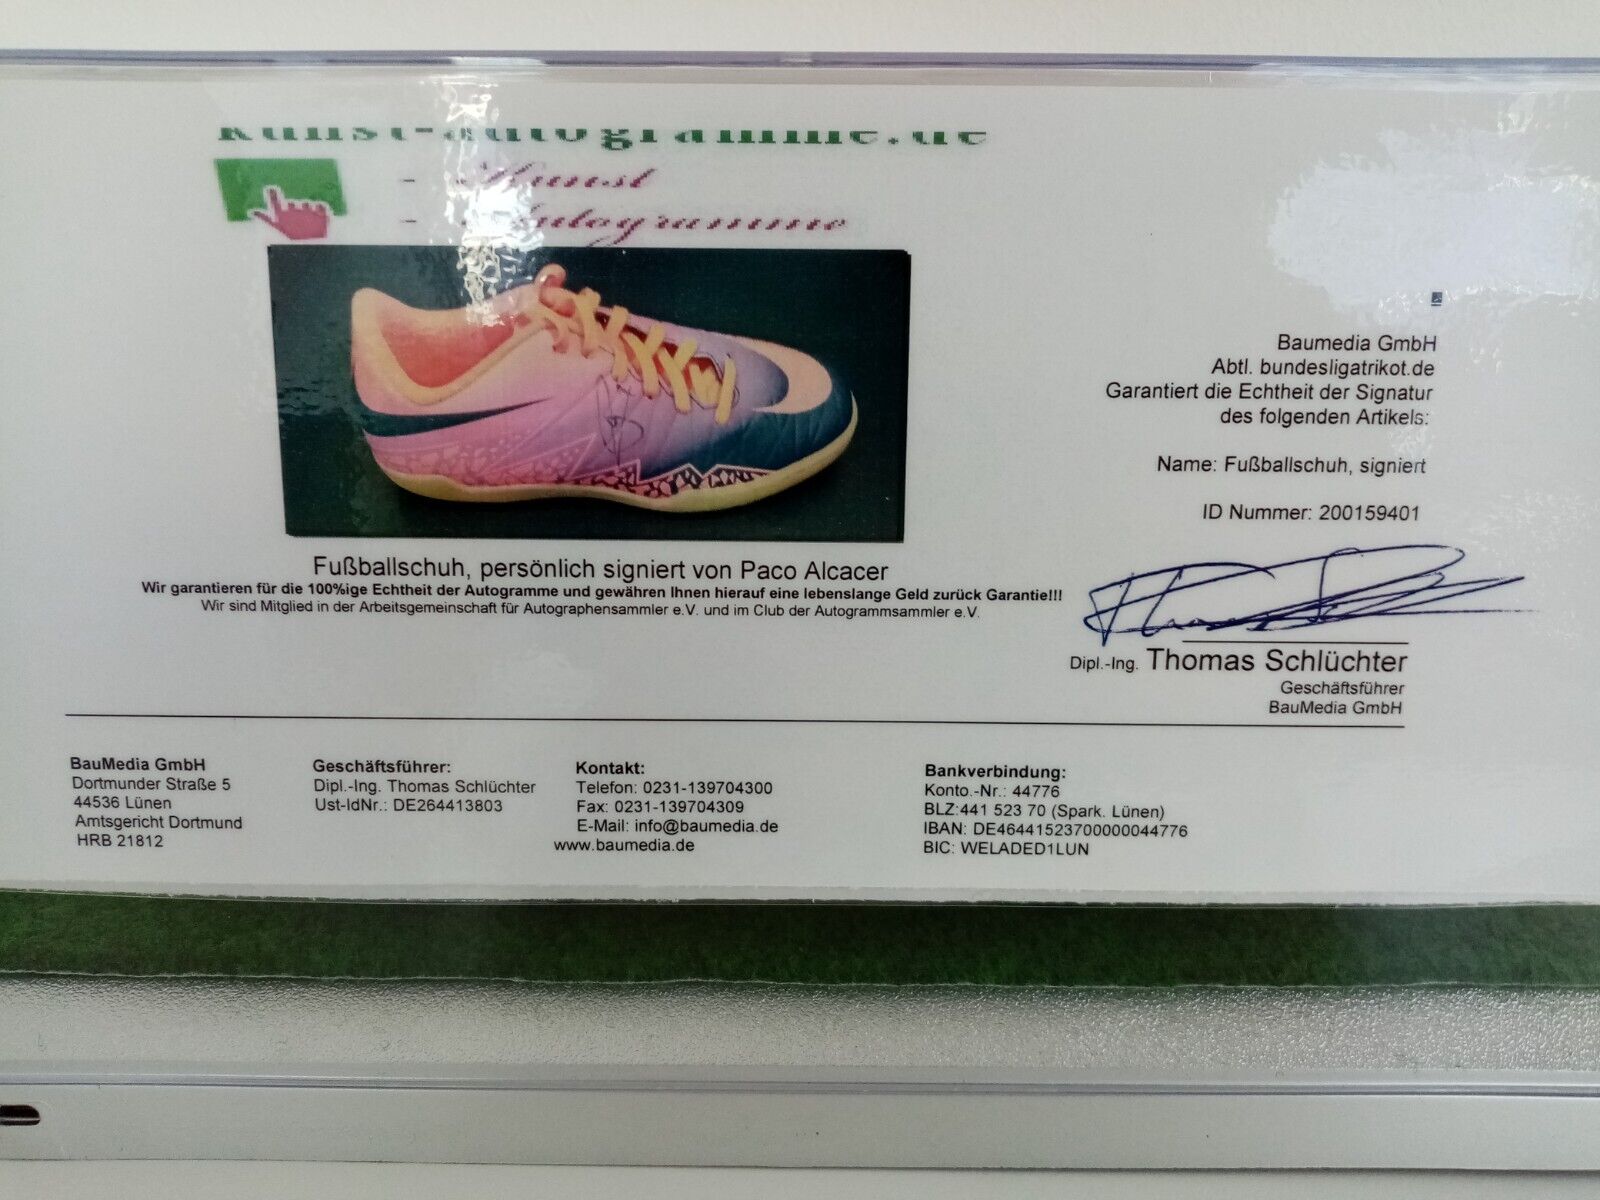 kunst-autogramme.de
- Kunst
- Autogramme
Baumedia GmbH
Abtl. bundesligatrikot.de
Garantiert die Echtheit der Signatur
des folgenden Artikels:
Name: Fußballschuh, signiert
ID Nummer: 200159401
Fußballschuh, persönlich signiert von Paco Alcacer
Wir garantieren für die 100%ige Echtheit der Autogramme und gewähren Ihnen hierauf eine lebenslange Geld zurück Garantie!!!
Wir sind Mitglied in der Arbeitsgemeinschaft für Autographensammler e.V. und im Club der Autogrammsammler e.V.
Dipl.-Ing. Thomas Schlüchter
Geschäftsführer
BauMedia GmbH
BauMedia GmbH
Dortmunder Straße 5
44536 Lünen
Amtsgericht Dortmund
HRB 21812
Geschäftsführer:
Dipl.-Ing. Thomas Schlüchter
Ust-IdNr.: DE264413803
Kontakt:
Telefon: 0231-139704300
Fax: 0231-139704309
E-Mail: info@baumedia.de
www.baumedia.de
Bankverbindung:
Konto.-Nr.: 44776
BLZ:441 523 70 (Spark. Lünen)
IBAN: DE46441523700000044776
BIC: WELADED1LUN